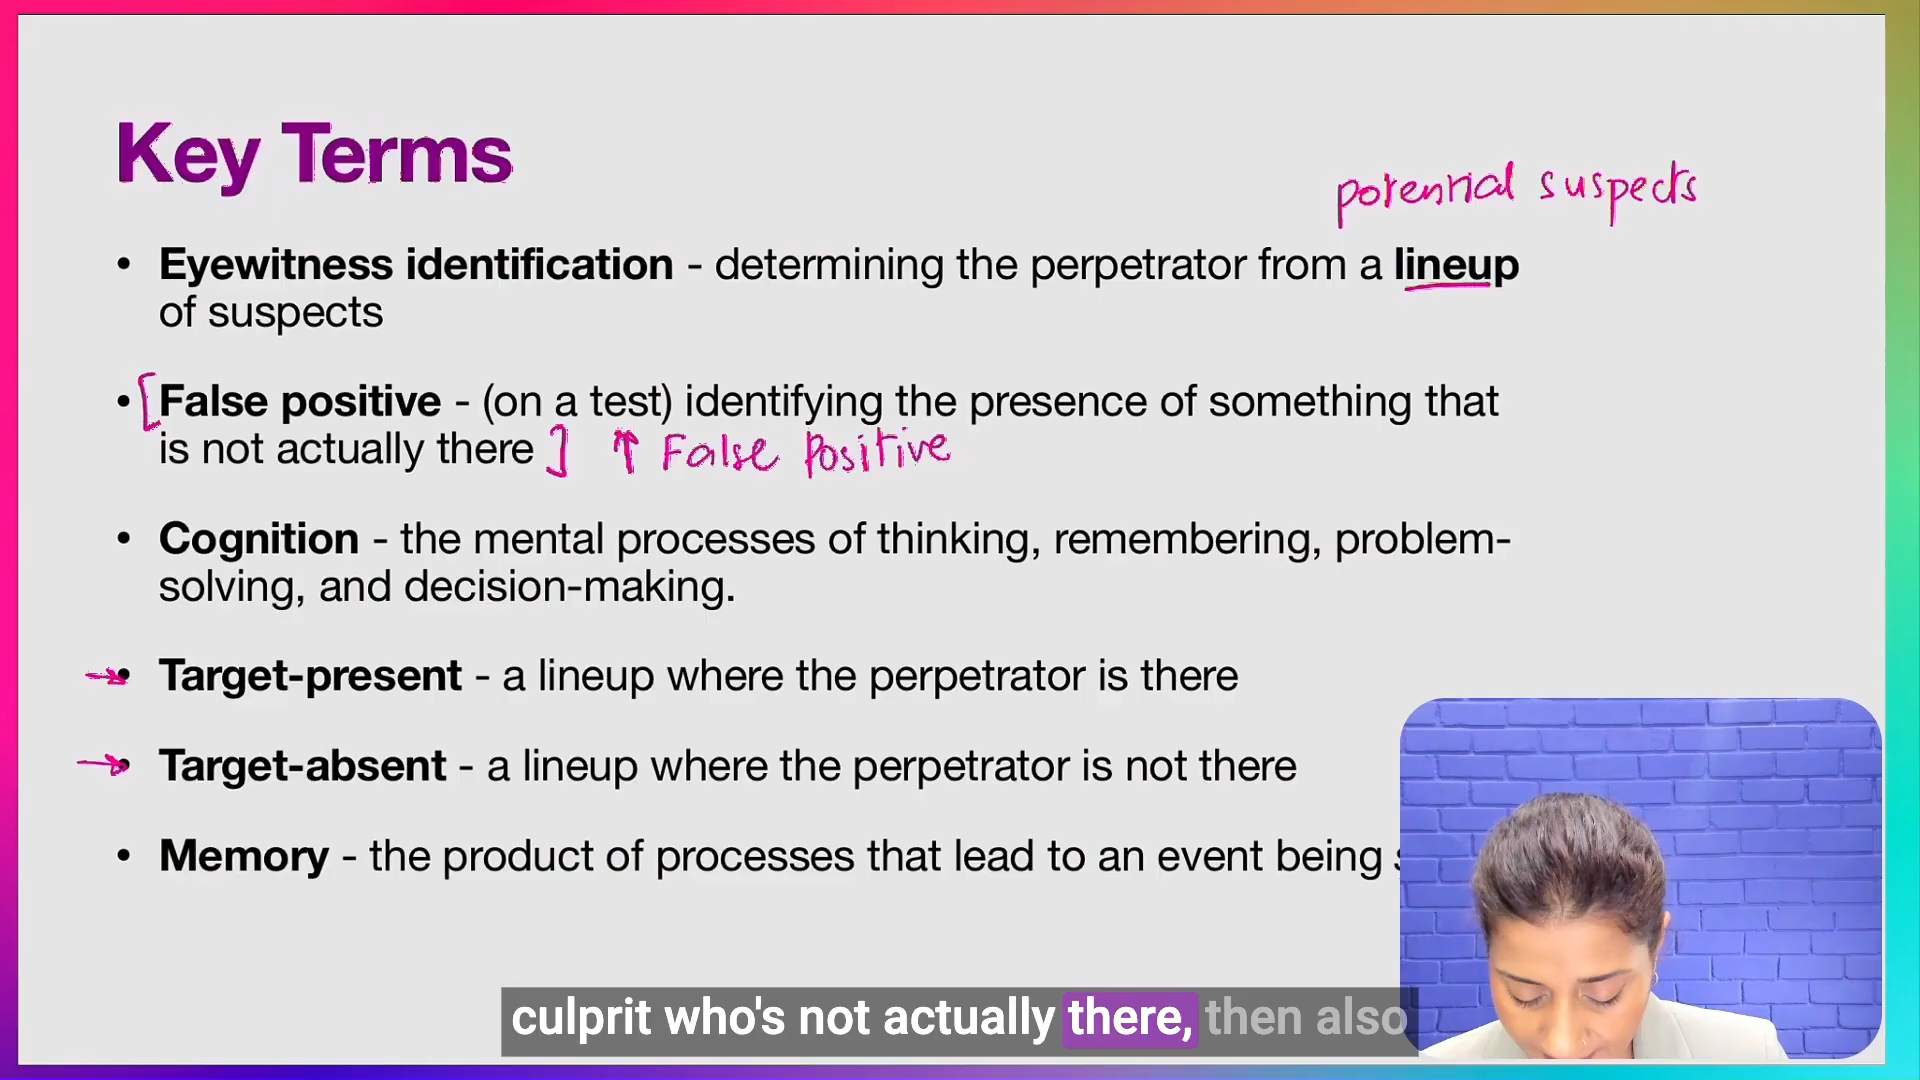 Key Terms
potential suspects
• Eyewitness identification - determining the perpetrator from a lineup
of suspects
• [False positive - (on a test) identifying the presence of something that
is not actually there ] ↑ False Positive
• Cognition - the mental processes of thinking, remembering, problem-
solving, and decision-making.
→ • Target-present - a lineup where the perpetrator is there
→ • Target-absent - a lineup where the perpetrator is not there
• Memory - the product of processes that lead to an event being
culprit who's not actually there, then also